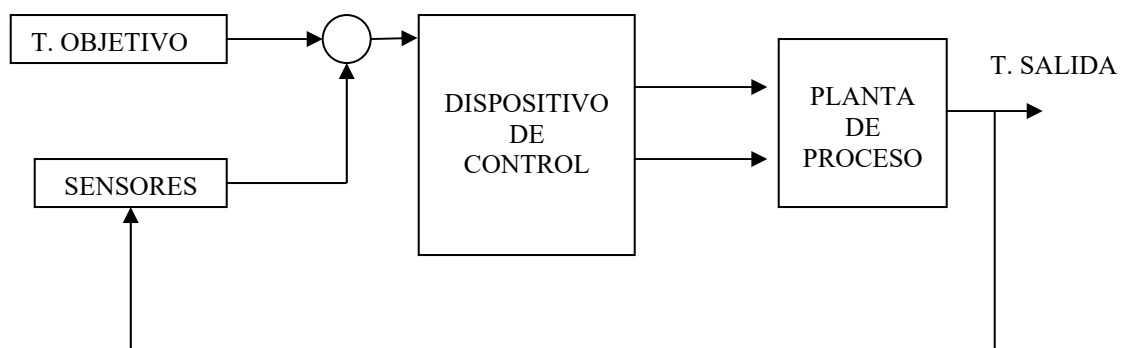 T. OBJETIVO
SENSORES
DISPOSITIVO
DE
CONTROL
PLANTA
DE
PROCESO
T. SALIDA